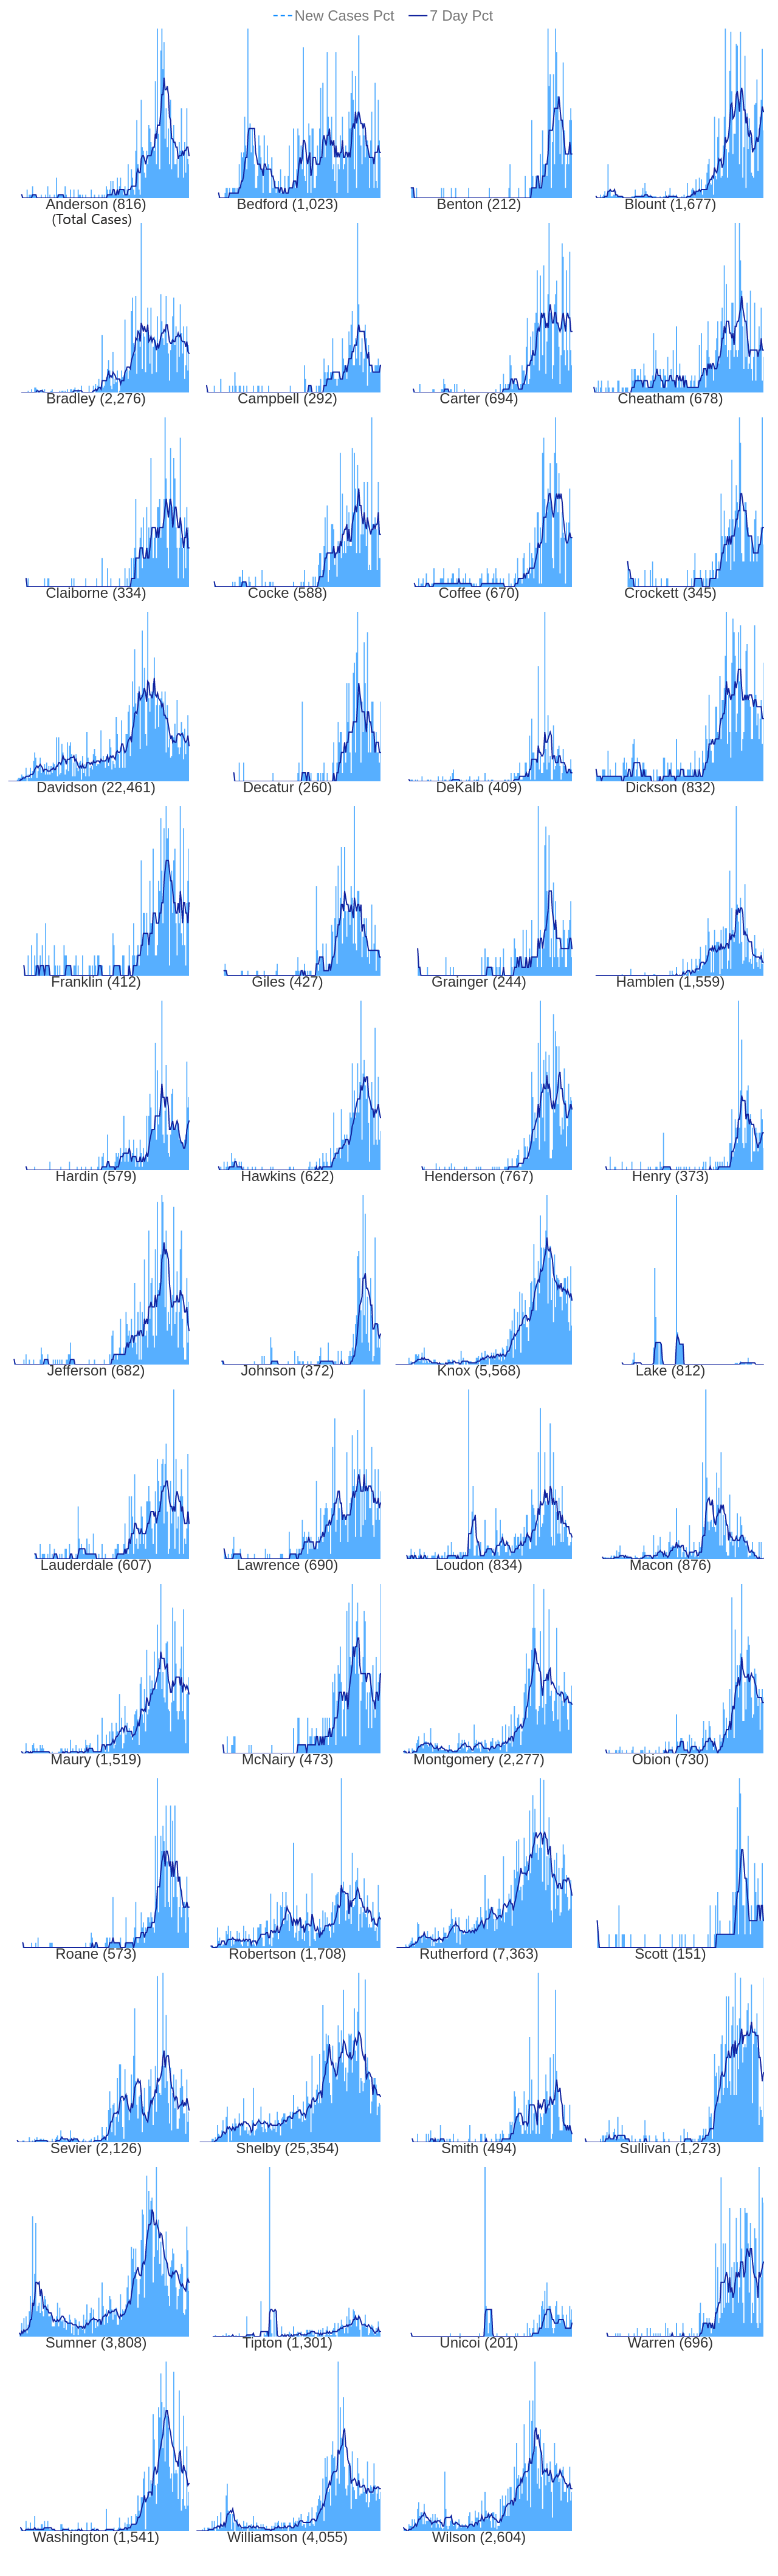 New Cases Pct 7 Day Pct
Anderson (816) Bedford (1,023) Benton (212) Blount (1,677)
(Total Cases)
Bradley (2,276) Campbell (292) Carter (694) Cheatham (678)
Claiborne (334) Cocke (588) Coffee (670) Crockett (345)
Davidson (22,461) Decatur (260) DeKalb (409) Dickson (832)
Franklin (412) Giles (427) Grainger (244) Hamblen (1,559)
Hardin (579) Hawkins (622) Henderson (767) Henry (373)
Jefferson (682) Johnson (372) Knox (5,568) Lake (812)
Lauderdale (607) Lawrence (690) Loudon (834) Macon (876)
Maury (1,519) McNairy (473) Montgomery (2,277) Obion (730)
Roane (573) Robertson (1,708) Rutherford (7,363) Scott (151)
Sevier (2,126) Shelby (25,354) Smith (494) Sullivan (1,273)
Sumner (3,808) Tipton (1,301) Unicoi (201) Warren (696)
Washington (1,541) Williamson (4,055) Wilson (2,604)